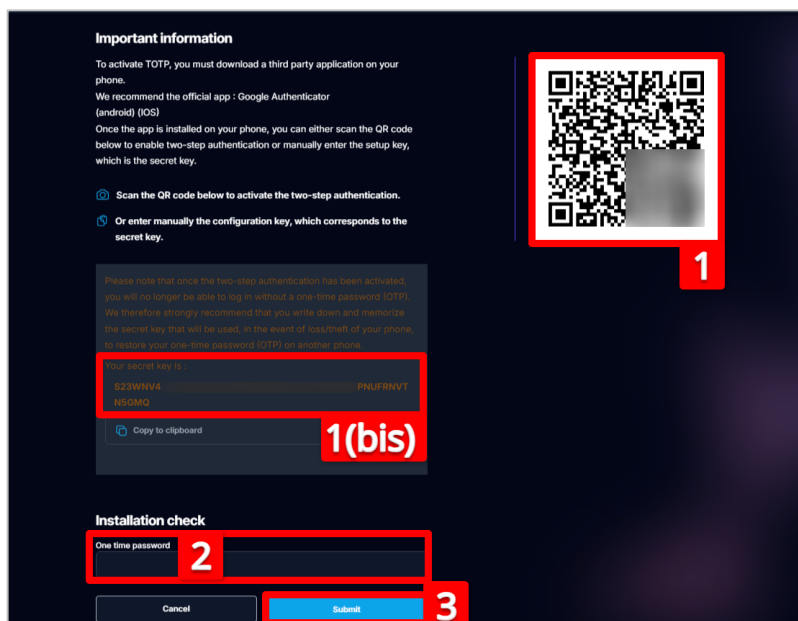 Important information
To activate TOTP, you must download a third party application on your
phone.
We recommend the official app : Google Authenticator
(android) (IOS)
Once the app is installed on your phone, you can either scan the QR code
below to enable two-step authentication or manually enter the setup key,
which is the secret key.
Scan the QR code below to activate the two-step authentication.
Or enter manually the configuration key, which corresponds to the
secret key.
Please note that once the two-step authentication has been activated,
you will no longer be able to log in without a one-time password (OTP).
We therefore strongly recommend that you write down and memorize
the secret key that will be used, in the event of loss/theft of your phone,
to restore your one-time password (OTP) on another phone.
Your secret key is :
S23WNV4 PNUFRNVT
N5GMQ
Copy to clipboard
1(bis)
1
Installation check
One time password
2
Cancel
Submit
3